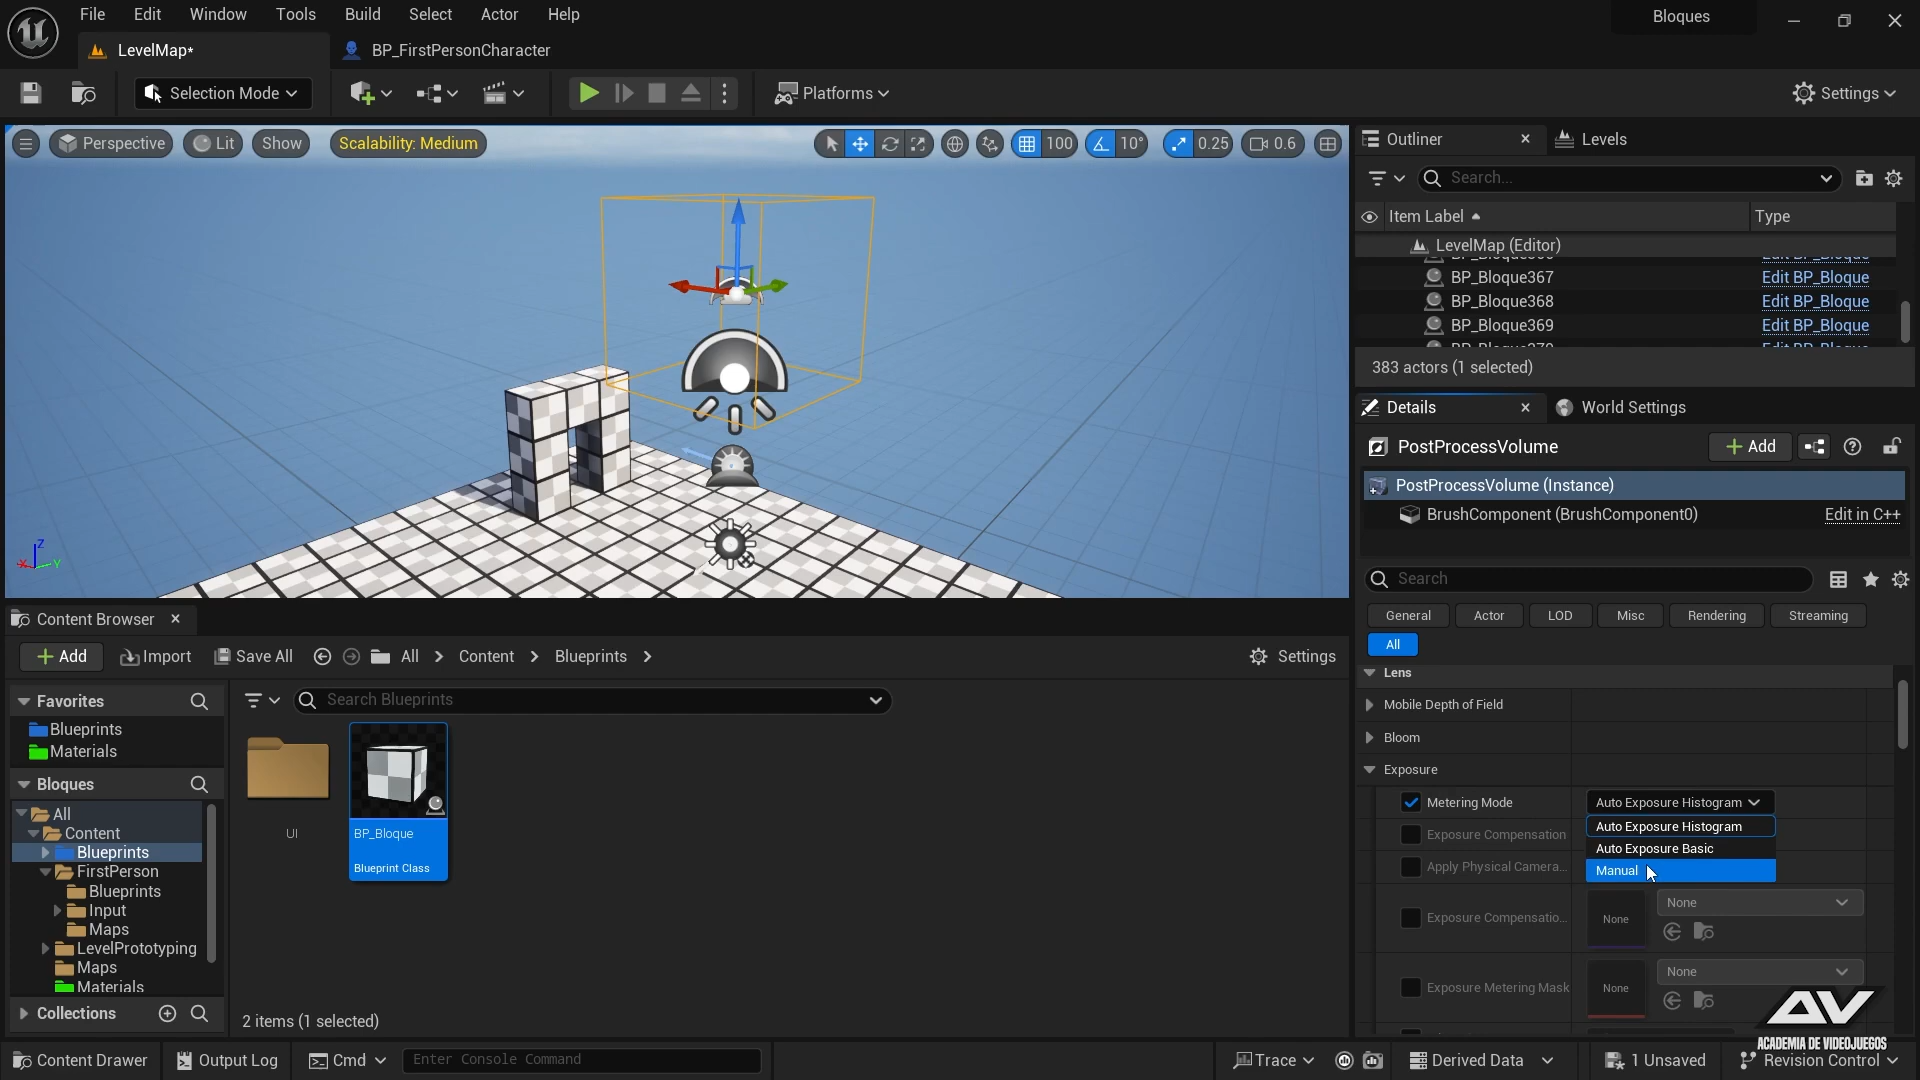 File Edit Window Tools Build Select Actor Help
Bloques
LevelMap*
BP_FirstPersonCharacter
Selection Mode
Platforms
Settings
Perspective
Lit
Show
Scalability: Medium
100
10°
0.25
0.6
Z
X
Y
Outliner
Levels
Search...
Item Label
Type
LevelMap (Editor)
BP_Bloque367 Edit BP_Bloque
BP_Bloque368 Edit BP_Bloque
BP_Bloque369 Edit BP_Bloque
383 actors (1 selected)
Details
World Settings
PostProcessVolume
Add
PostProcessVolume (Instance)
BrushComponent (BrushComponent0) Edit in C++
Search
General Actor LOD Misc Rendering Streaming
All
Lens
Mobile Depth of Field
Bloom
Exposure
Metering Mode Auto Exposure Histogram
Auto Exposure Histogram
Exposure Compensation
Auto Exposure Basic
Apply Physical Camera...
Manual
Exposure Compensatio...
None
None
Exposure Metering Mask
None
None
Content Browser
Add
Import
Save All
All
Content
Blueprints
Settings
Favorites
Blueprints
Materials
Bloques
All
Content
Blueprints
FirstPerson
Blueprints
Input
Maps
LevelPrototyping
Maps
Materials
Collections
Search Blueprints
UI
BP_Bloque
Blueprint Class
2 items (1 selected)
Content Drawer
Output Log
Cmd
Enter Console Command
Trace
Derived Data
1 Unsaved
Revision Control
AV
ACADEMIA DE VIDEOJUEGOS